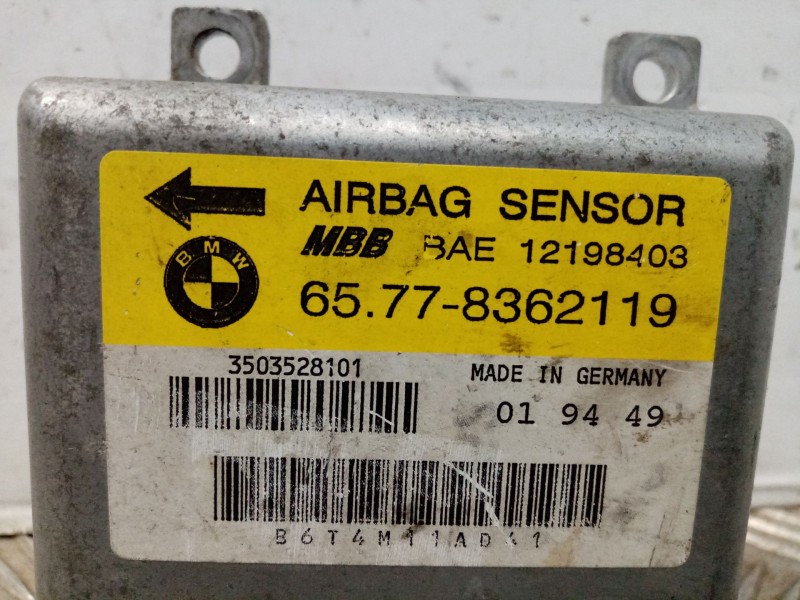 AIRBAG SENSOR
MBB BAE 12198403
BMW
65.77-8362119
3503528101
MADE IN GERMANY
01 94 49
B6T4M11AD41